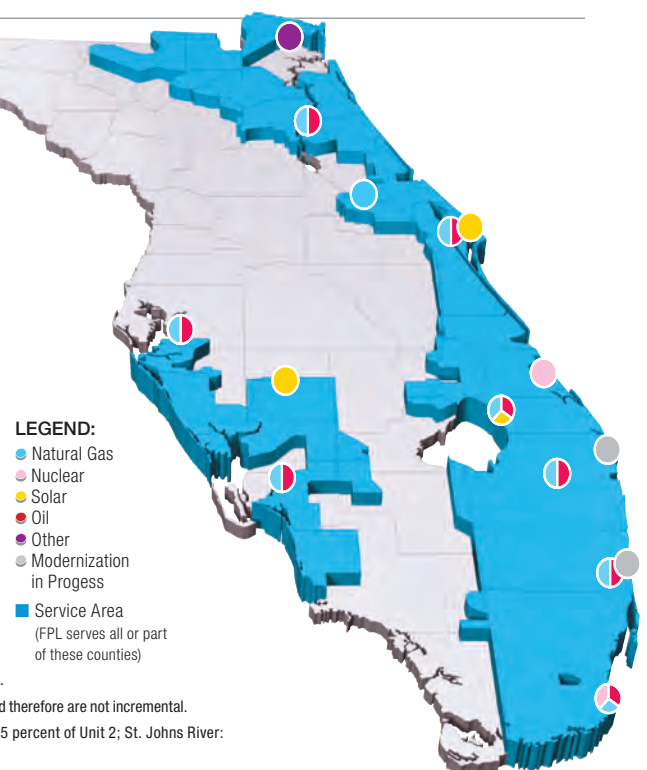 LEGEND:
Natural Gas
Nuclear
Solar
Oil
Other
Modernization
in Progess
Service Area
(FPL serves all or part
of these counties)
.
d therefore are not incremental.
5 percent of Unit 2; St. Johns River: